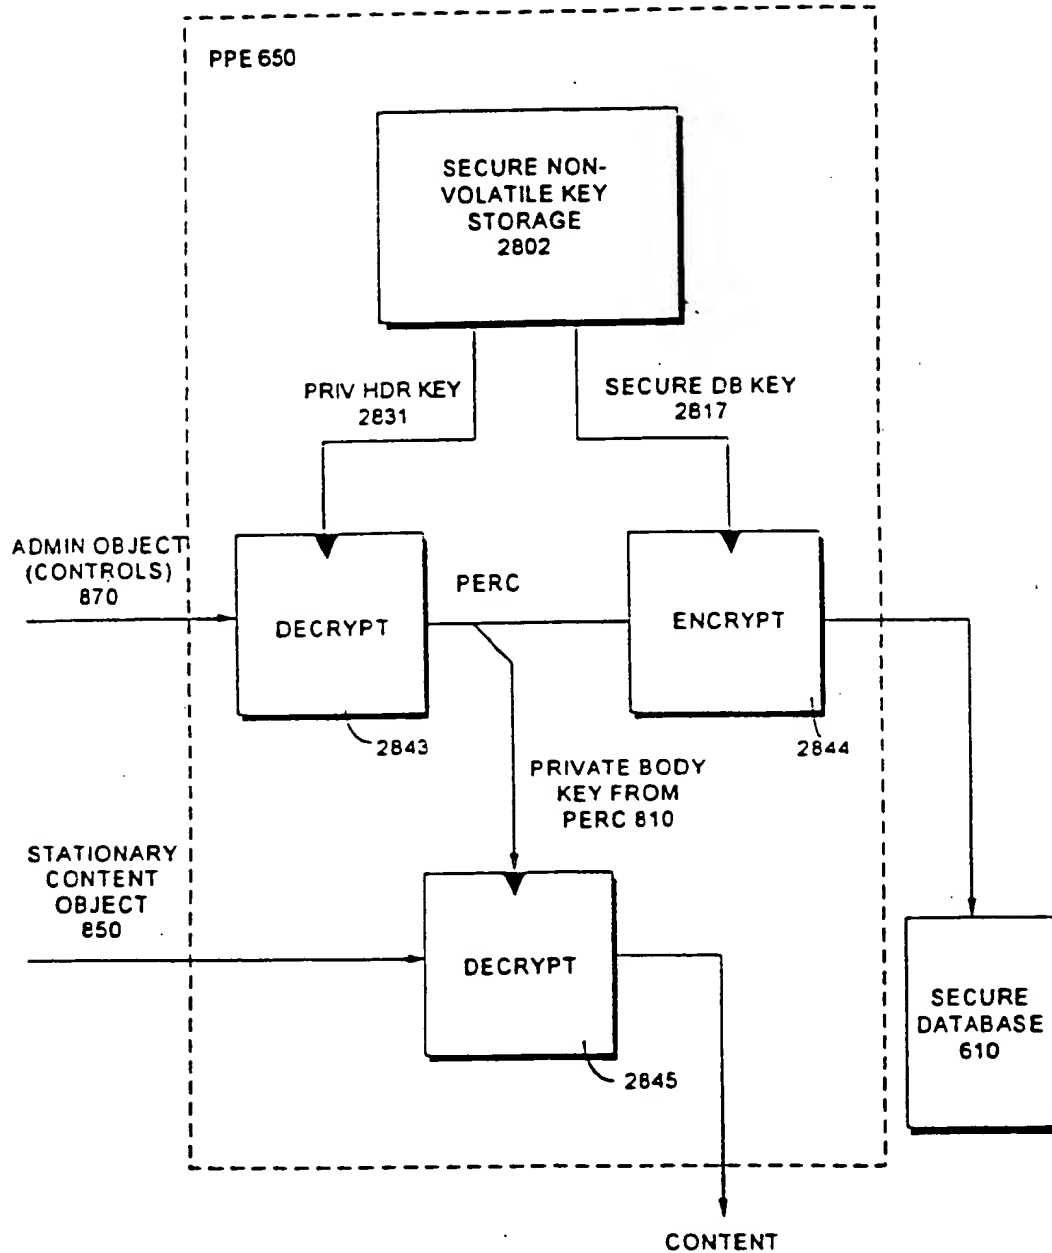 PPE 650
SECURE NON-
VOLATILE KEY
STORAGE
2802
PRIV HDR KEY
2831
SECURE DB KEY
2817
ADMIN OBJECT
(CONTROLS)
870
DECRYPT
PERC
ENCRYPT
2843
2844
PRIVATE BODY
KEY FROM
PERC 810
STATIONARY
CONTENT
OBJECT
850
DECRYPT
2845
SECURE
DATABASE
610
CONTENT